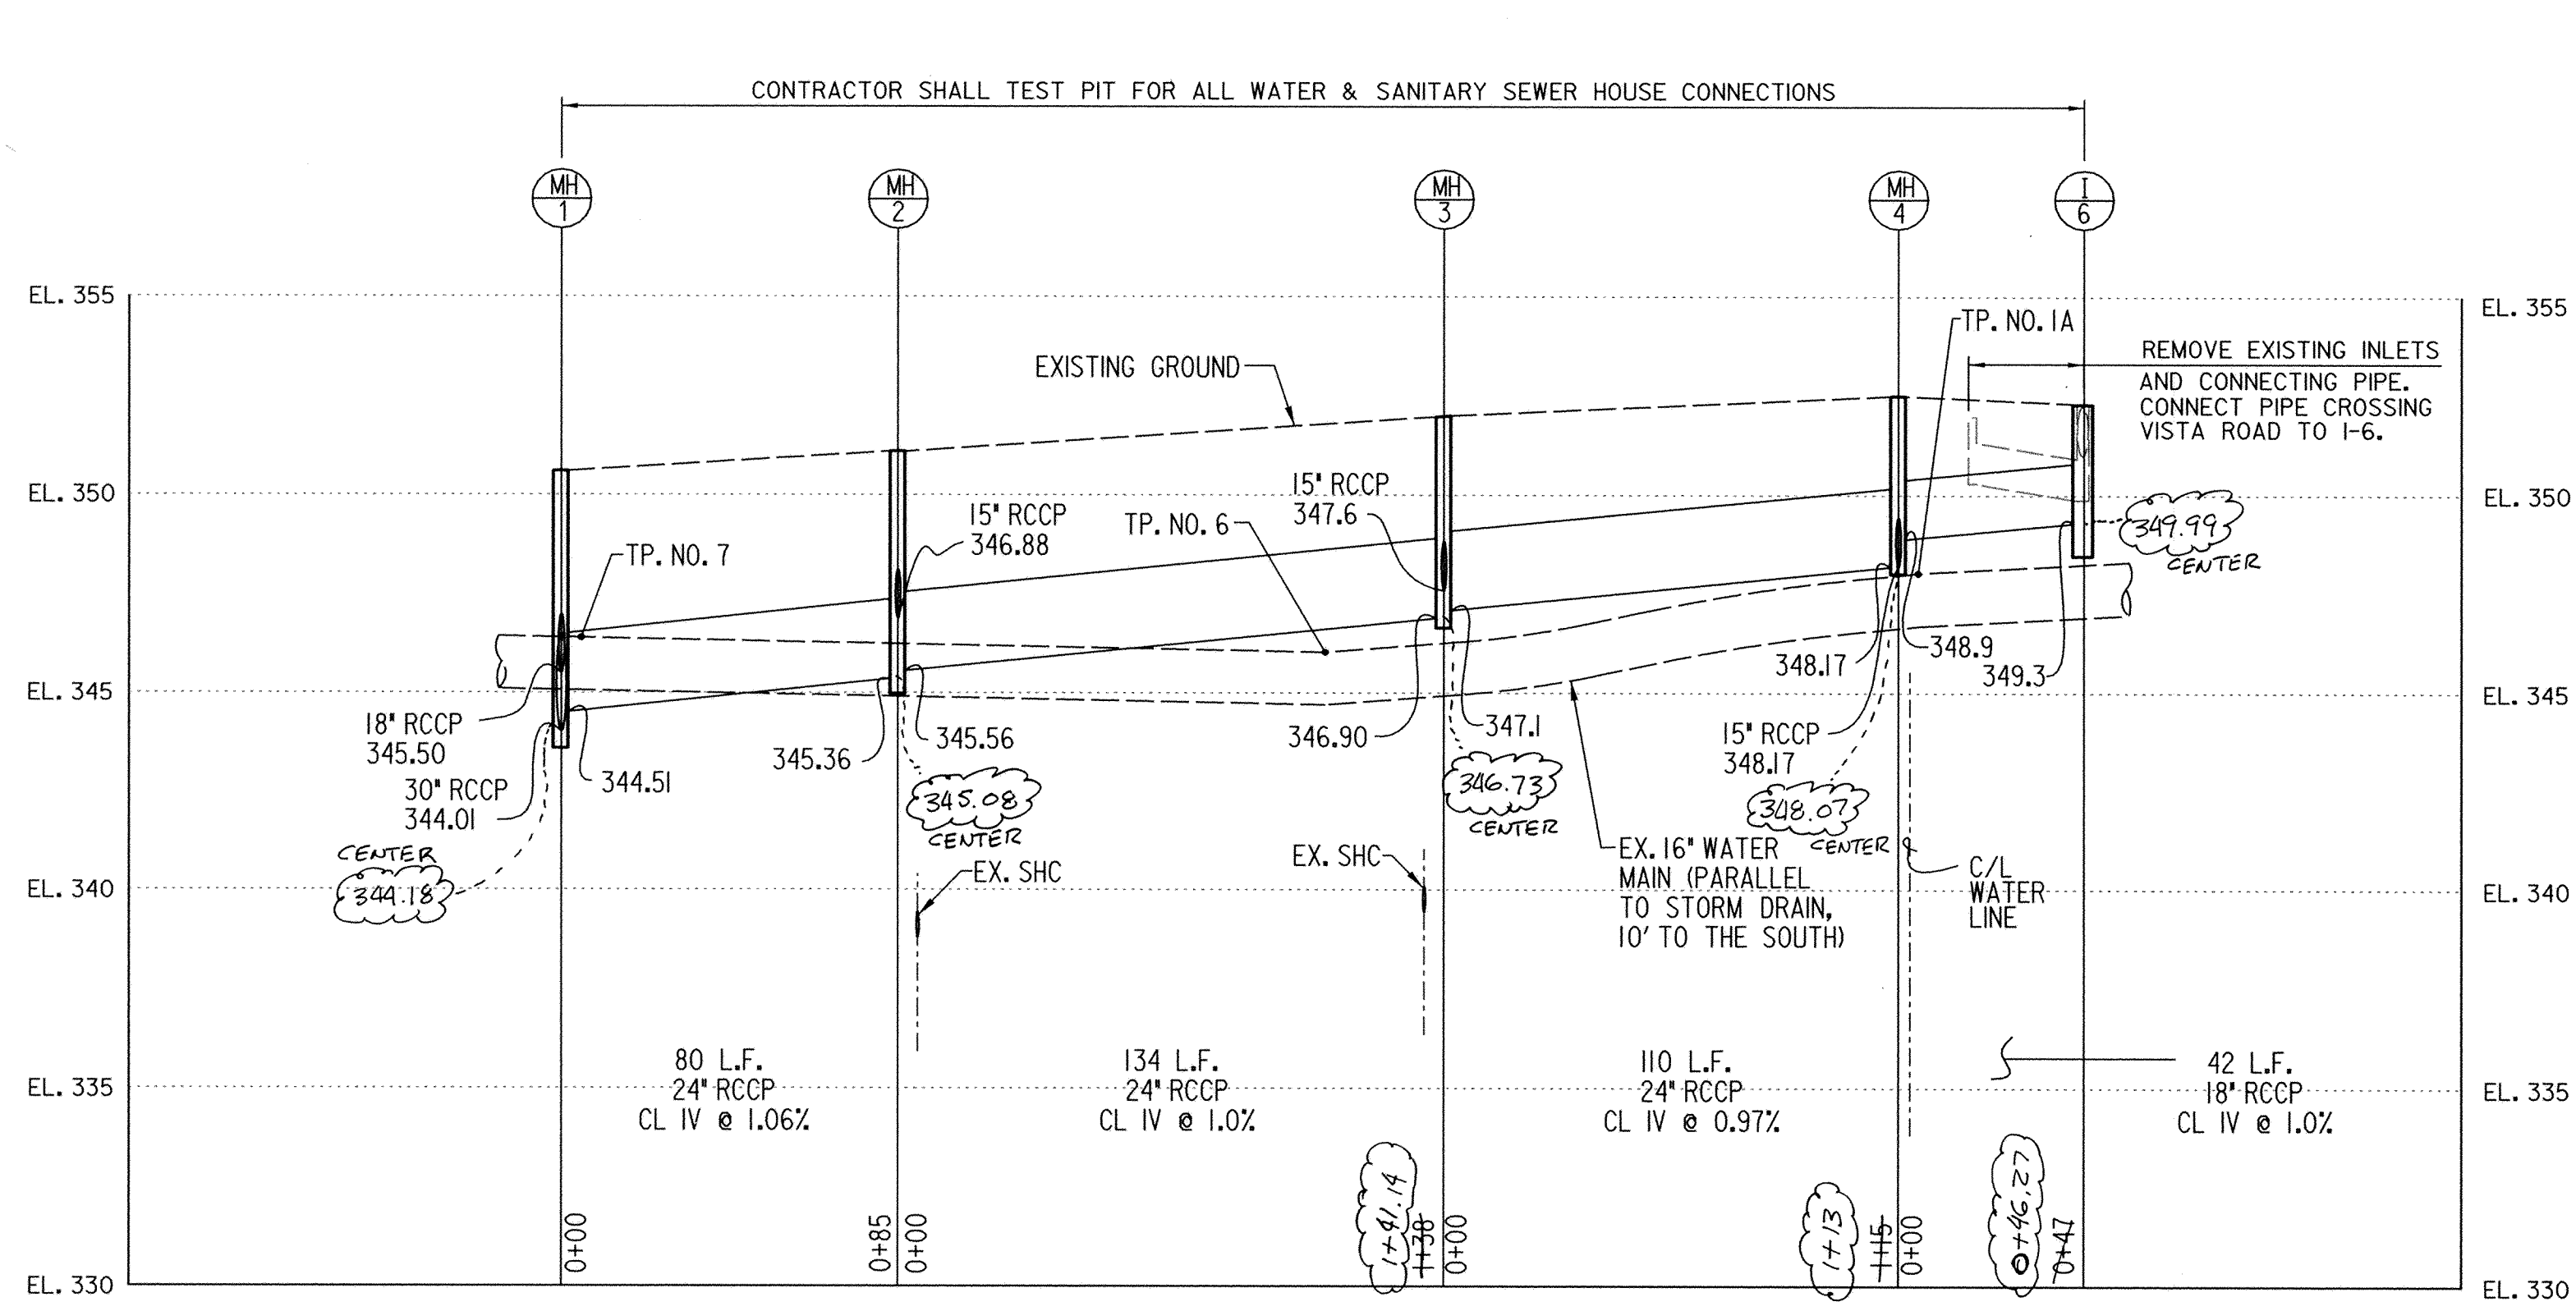 CONTRACTOR SHALL TEST PIT FOR ALL WATER & SANITARY SEWER HOUSE CONNECTIONS
MH
1
MH
2
MH
3
MH
4
I
6
EL. 355
EL. 355
TP. NO. 1A
REMOVE EXISTING INLETS
AND CONNECTING PIPE.
CONNECT PIPE CROSSING
VISTA ROAD TO I-6.
EXISTING GROUND
EL. 350
EL. 350
15" RCCP
346.88
TP. NO. 6
15" RCCP
347.6
TP. NO. 7
349.99
CENTER
EL. 345
EL. 345
18" RCCP
345.50
30" RCCP
344.01
344.51
345.36
345.56
346.90
347.1
348.17
348.9
349.3
15" RCCP
348.17
345.08
CENTER
346.73
CENTER
348.07
CENTER
CENTER
344.18
EX. SHC
EX. SHC
EX. 16" WATER
MAIN (PARALLEL
TO STORM DRAIN,
10' TO THE SOUTH)
C/L
WATER
LINE
EL. 340
EL. 340
80 L.F.
24" RCCP
CL IV @ 1.06%
134 L.F.
24" RCCP
CL IV @ 1.0%
110 L.F.
24" RCCP
CL IV @ 0.97%
42 L.F.
18" RCCP
CL IV @ 1.0%
EL. 335
EL. 335
0+00
0+85
0+00
1+41.14
1+38
0+00
1+13
1+15
0+00
0+46.27
0+47
EL. 330
EL. 330